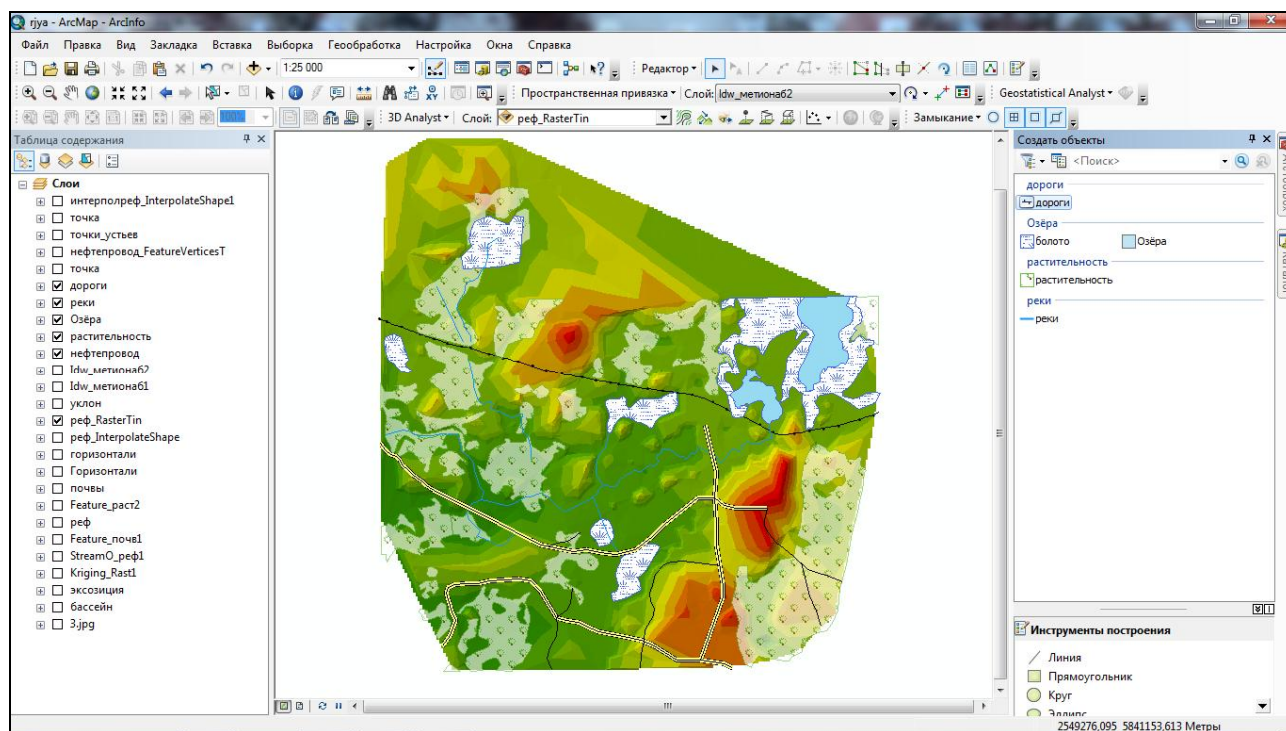 rjya - ArcMap - ArcInfo
Файл Правка Вид Закладка Вставка Выборка Геообработка Настройка Окна Справка
1:25 000 Редактор
Пространственная привязка Слой: Idw_метиона62 Geostatistical Analyst
100% 3D Analyst Слой: реф_RasterTin Замыкание
Таблица содержания
Слои
интерполреф_InterpolateShape1
точка
точки_устьев
нефтепровод_FeatureVerticesT
точка
дороги
реки
Озёра
растительность
нефтепровод
Idw_метиона62
Idw_метиона61
уклон
реф_RasterTin
реф_InterpolateShape
горизонтали
Горизонтали
почвы
Feature_раст2
реф
Feature_почв1
StreamO_реф1
Kriging_Rast1
эксозиция
бассейн
3.jpg
Создать объекты
<Поиск>
дороги
дороги
Озёра
болото Озёра
растительность
растительность
реки
реки
Инструменты построения
Линия
Прямоугольник
Круг
Эллипс
2549276,095 5841153,613 Метры